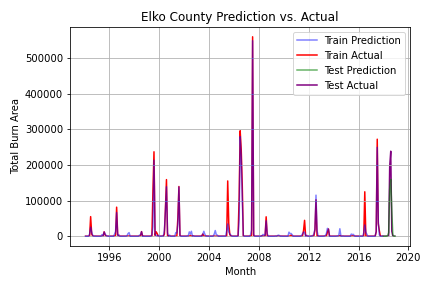 Elko County Prediction vs. Actual
Total Burn Area
500000
400000
300000
200000
100000
0
Train Prediction
Train Actual
Test Prediction
Test Actual
1996
2000
2004
2008
2012
2016
2020
Month